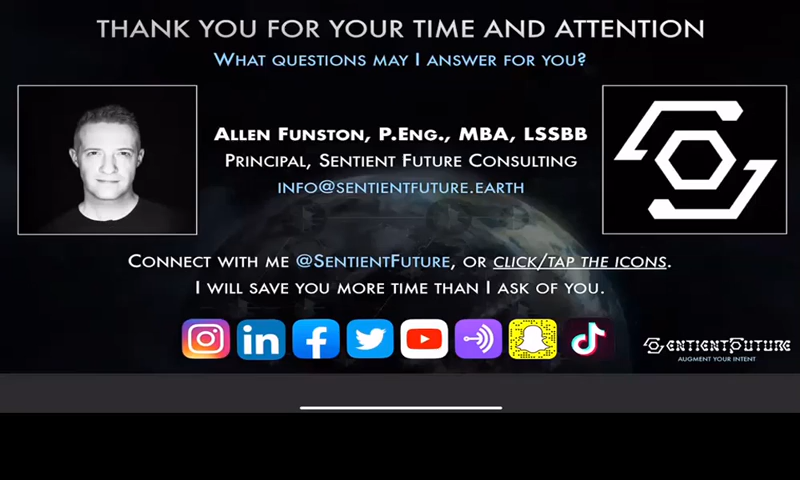 THANK YOU FOR YOUR TIME AND ATTENTION
WHAT QUESTIONS MAY I ANSWER FOR YOU?
ALLEN FUNSTON, P.ENG., MBA, LSSBB
PRINCIPAL, SENTIENT FUTURE CONSULTING
INFO@SENTIENTFUTURE.EARTH
CONNECT WITH ME @SENTIENTFUTURE, OR CLICK/TAP THE ICONS.
I WILL SAVE YOU MORE TIME THAN I ASK OF YOU.
in f
SENTIENTFUTURE
AUGMENT YOUR INTENT